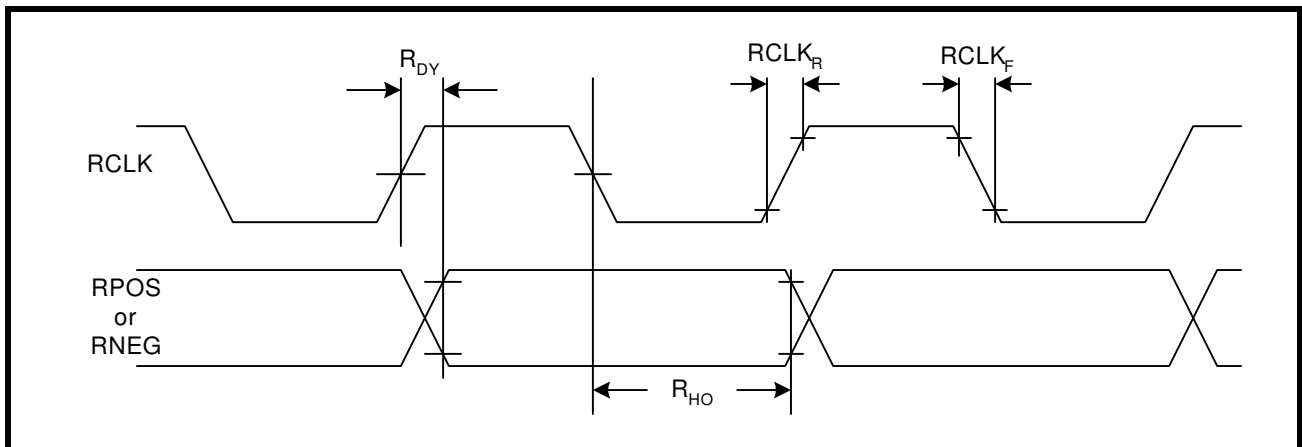 R_DY
RCLK_R
RCLK_F
RCLK
RPOS
or
RNEG
R_HO